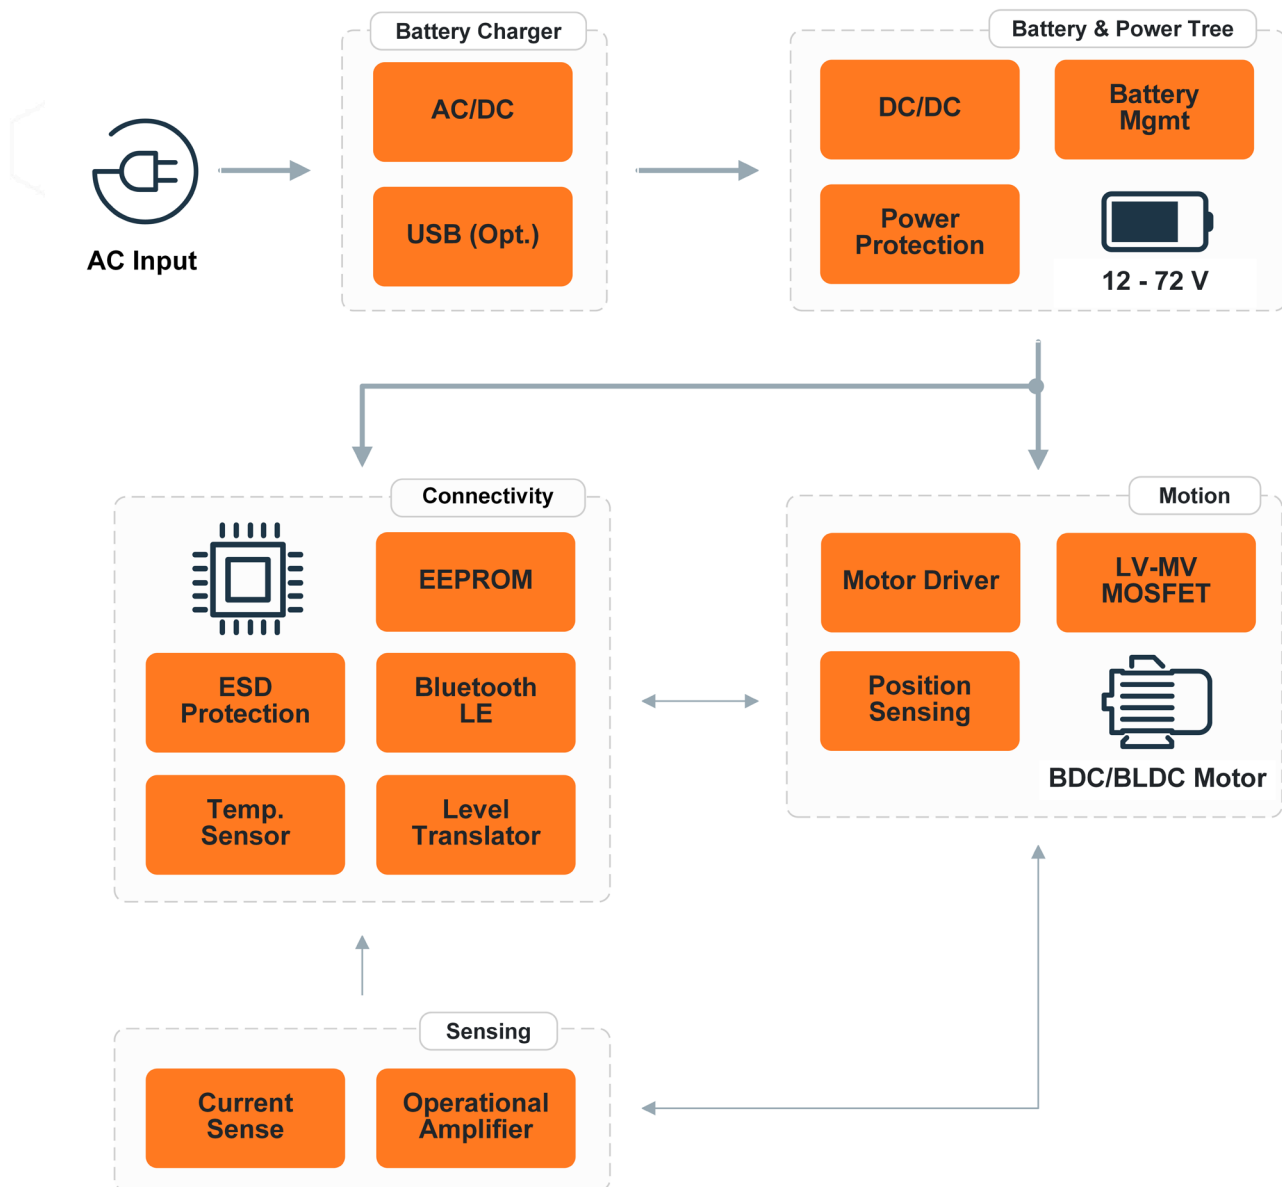 Battery Charger
AC/DC
USB (Opt.)
AC Input
Battery & Power Tree
DC/DC
Battery
Mgmt
Power
Protection
12 - 72 V
Connectivity
EEPROM
ESD
Protection
Bluetooth
LE
Temp.
Sensor
Level
Translator
Motion
Motor Driver
LV-MV
MOSFET
Position
Sensing
BDC/BLDC Motor
Sensing
Current
Sense
Operational
Amplifier